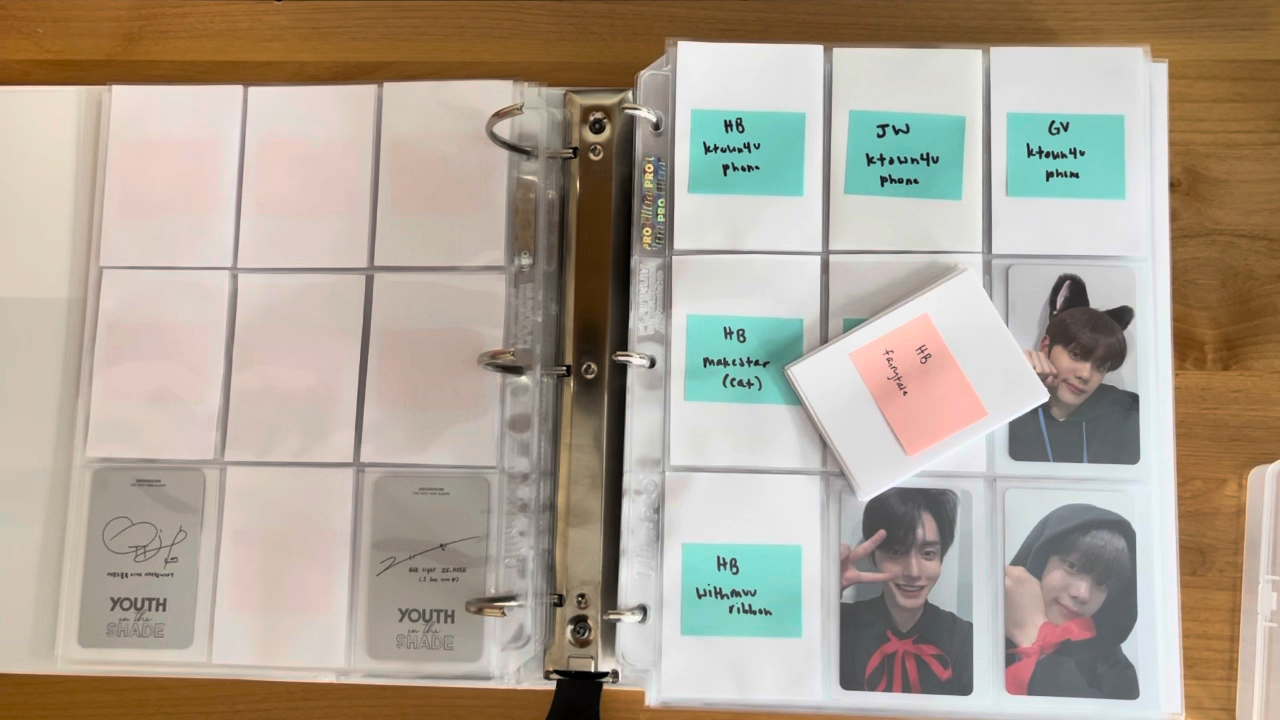 HB
ktown4u
phone
JW
ktown4u
phone
GV
ktown4u
phone
HB
makestar
(cat)
HB
fairytale
HB
withmuu
ribbon
YOUTH
in the
SHADE
YOUTH
in the
SHADE
PRO